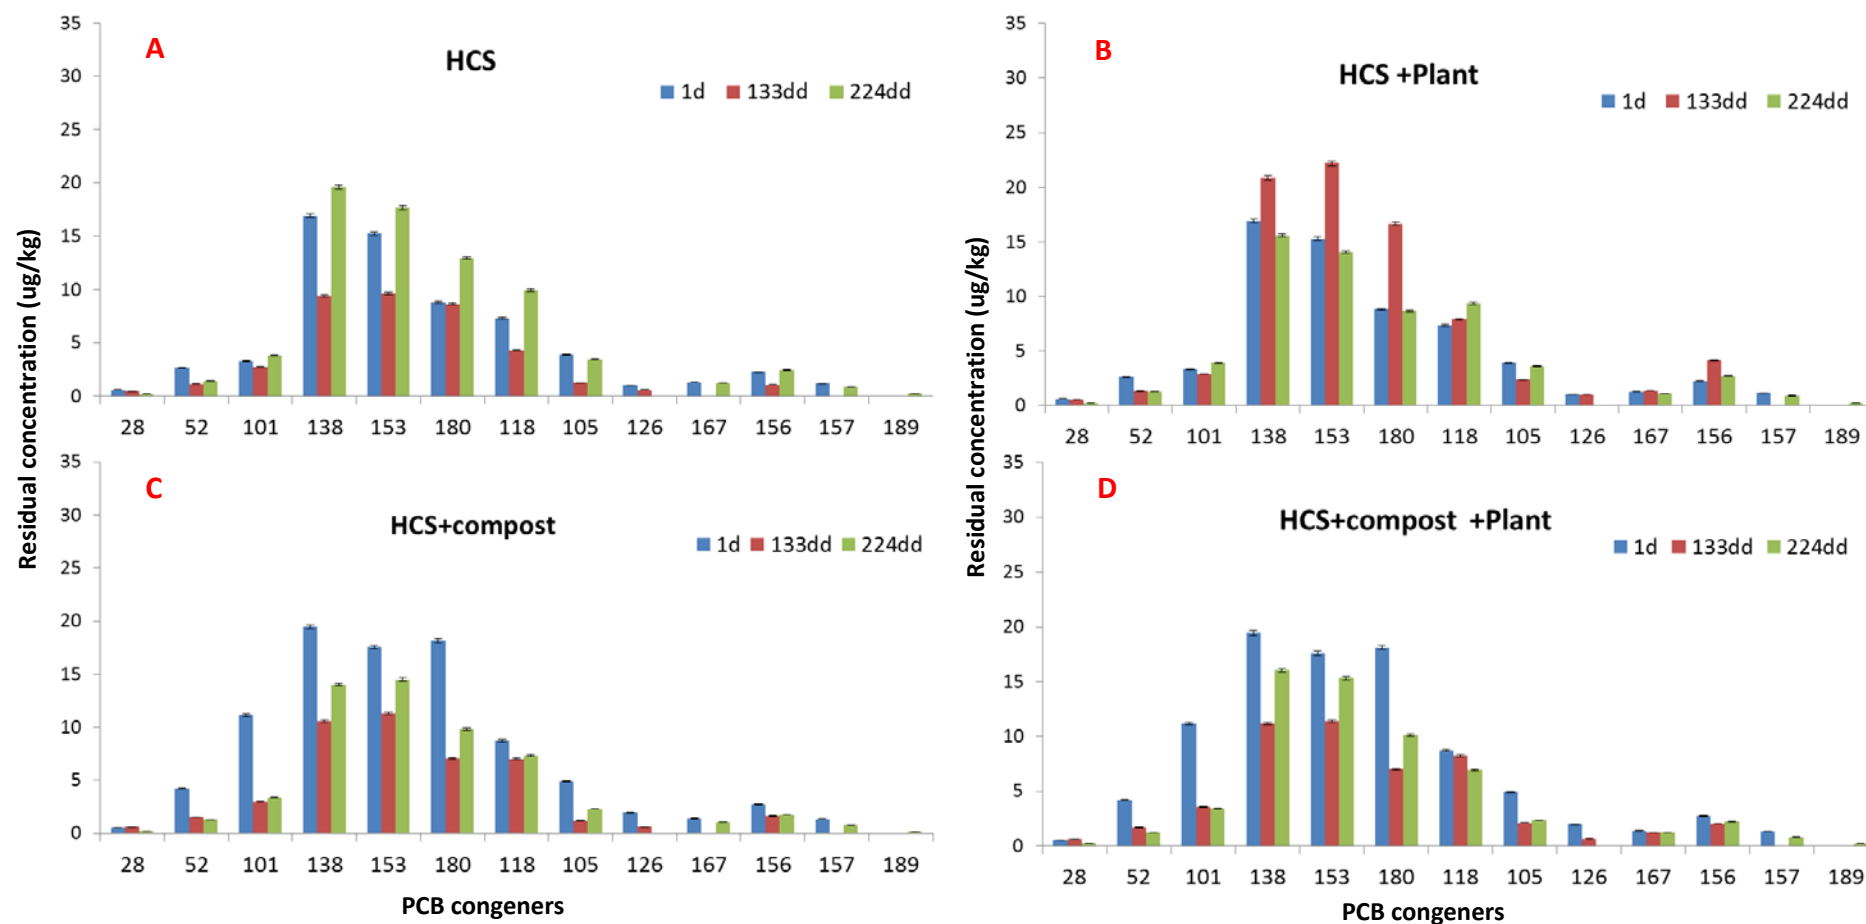 A
HCS
1d 133dd 224dd
35
30
25
20
15
10
5
0
28 52 101 138 153 180 118 105 126 167 156 157 189
B
HCS +Plant
1d 133dd 224dd
35
30
25
20
15
10
5
0
28 52 101 138 153 180 118 105 126 167 156 157 189
Residual concentration (ug/kg)
Residual concentration (ug/kg)
C
HCS+compost
1d 133dd 224dd
35
30
25
20
15
10
5
0
28 52 101 138 153 180 118 105 126 167 156 157 189
PCB congeners
D
HCS+compost +Plant
1d 133dd 224dd
35
30
25
20
15
10
5
0
28 52 101 138 153 180 118 105 126 167 156 157 189
PCB congeners